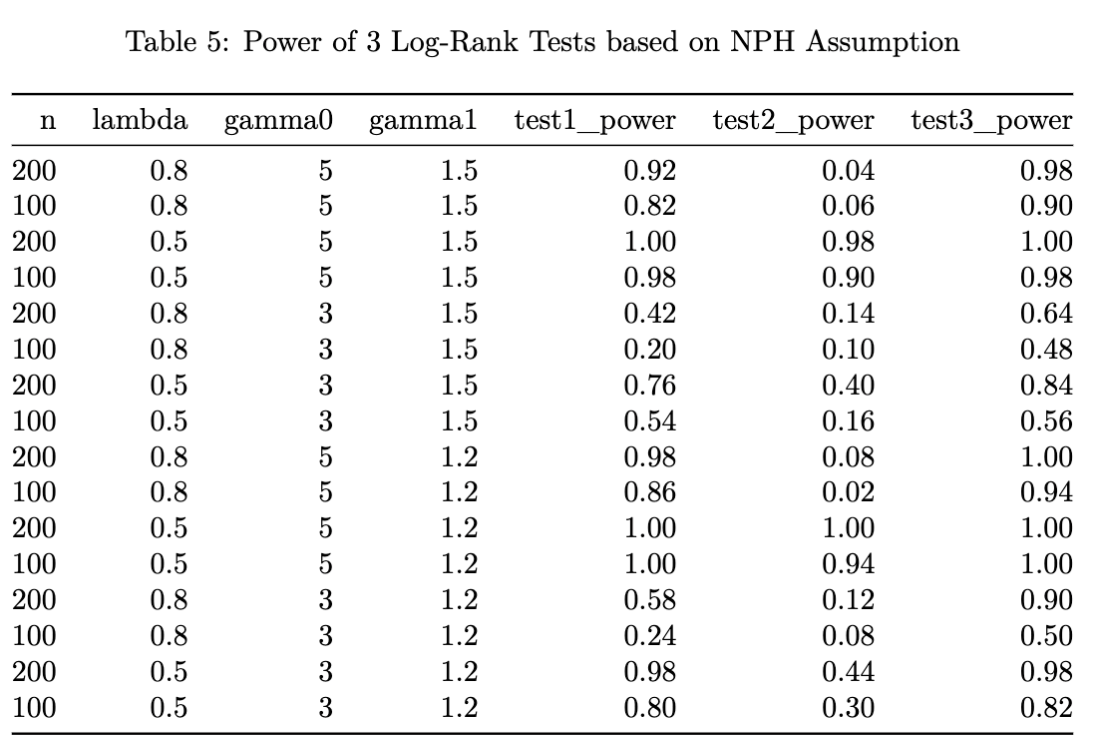 Table 5: Power of 3 Log-Rank Tests based on NPH Assumption
n lambda gamma0 gamma1 test1_power test2_power test3_power
200 0.8 5 1.5 0.92 0.04 0.98
100 0.8 5 1.5 0.82 0.06 0.90
200 0.5 5 1.5 1.00 0.98 1.00
100 0.5 5 1.5 0.98 0.90 0.98
200 0.8 3 1.5 0.42 0.14 0.64
100 0.8 3 1.5 0.20 0.10 0.48
200 0.5 3 1.5 0.76 0.40 0.84
100 0.5 3 1.5 0.54 0.16 0.56
200 0.8 5 1.2 0.98 0.08 1.00
100 0.8 5 1.2 0.86 0.02 0.94
200 0.5 5 1.2 1.00 1.00 1.00
100 0.5 5 1.2 1.00 0.94 1.00
200 0.8 3 1.2 0.58 0.12 0.90
100 0.8 3 1.2 0.24 0.08 0.50
200 0.5 3 1.2 0.98 0.44 0.98
100 0.5 3 1.2 0.80 0.30 0.82